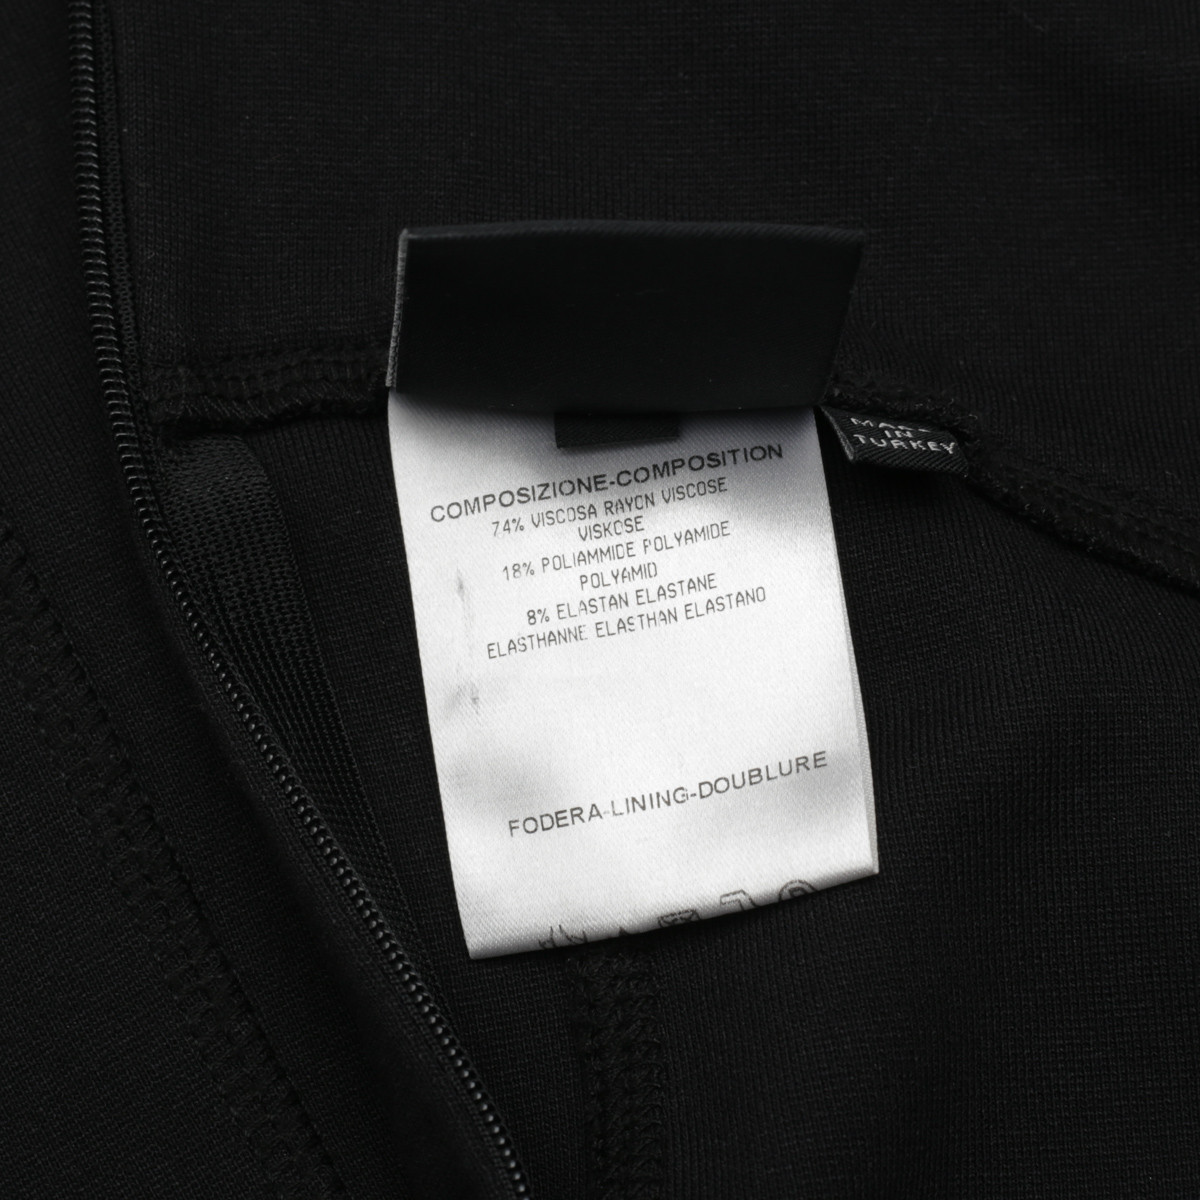 COMPOSIZIONE-COMPOSITION
74% VISCOSA RAYON VISCOSE
VISKOSE
18% POLIAMMIDE POLYAMIDE
POLYAMID
8% ELASTAN ELASTANE
ELASTHANNE ELASTHAN ELASTANO
FODERA-LINING-DOUBLURE
MADE
IN
TURKEY